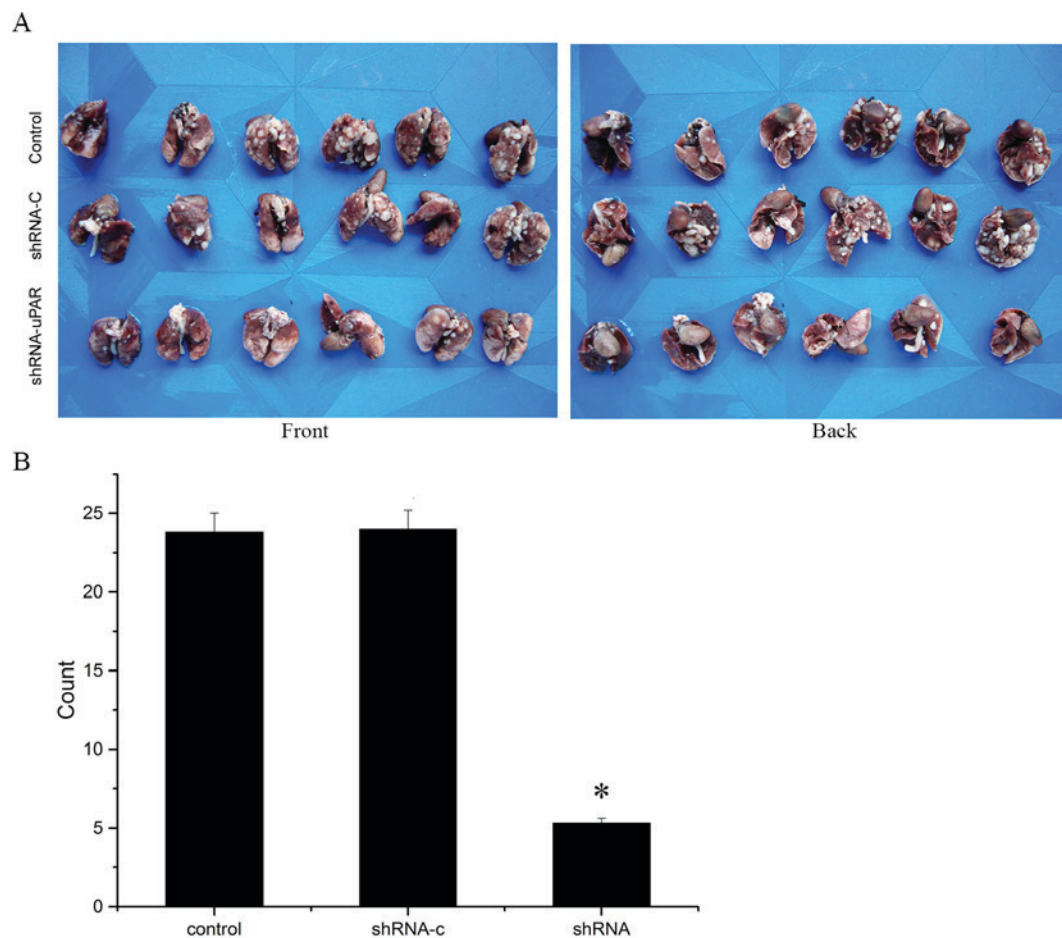 A
Control
shRNA-C
shRNA-uPAR
Front
Back
B
Count
25
20
15
10
5
0
*
control
shRNA-c
shRNA